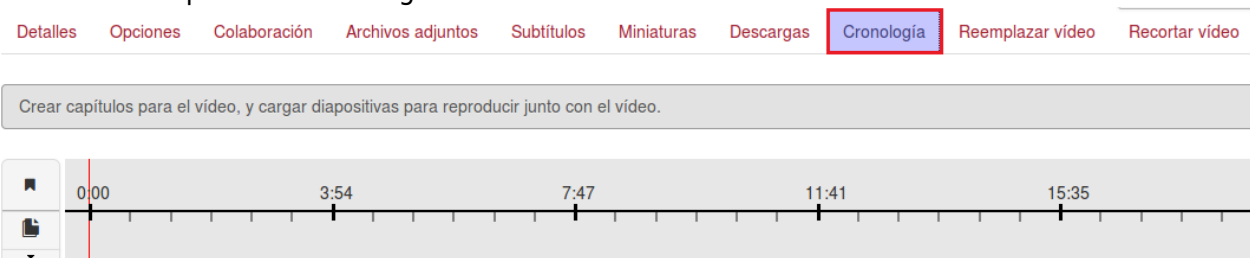 Detalles Opciones Colaboración Archivos adjuntos Subtítulos Miniaturas Descargas Cronología Reemplazar vídeo Recortar vídeo
Crear capítulos para el vídeo, y cargar diapositivas para reproducir junto con el vídeo.
0:00 3:54 7:47 11:41 15:35